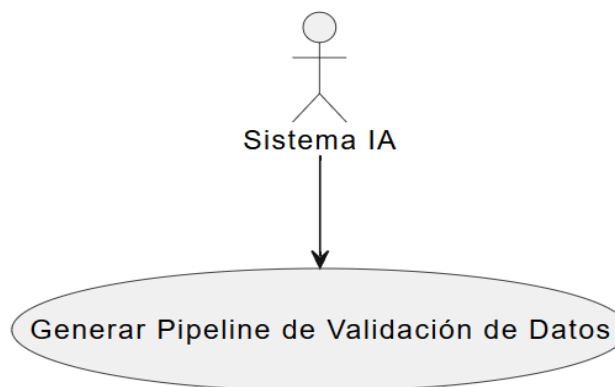 Sistema IA
Generar Pipeline de Validación de Datos